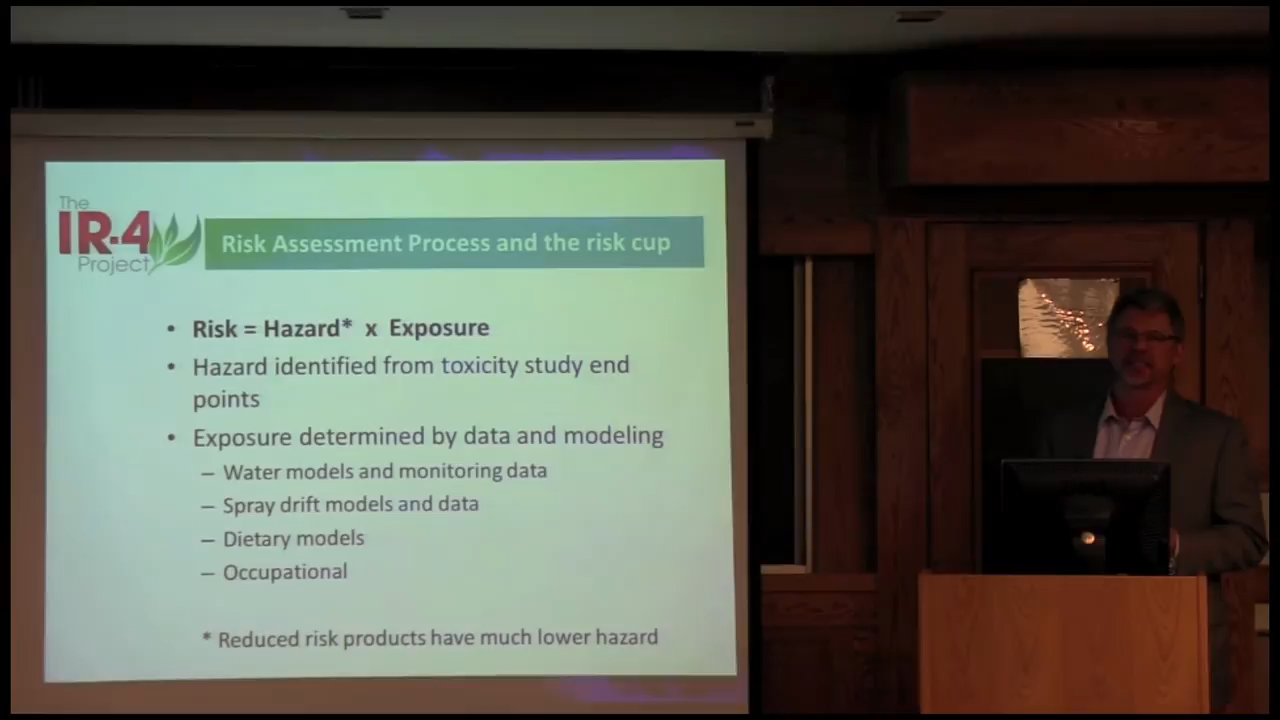 The
IR-4
Project
Risk Assessment Process and the risk cup
• Risk = Hazard* x Exposure
• Hazard identified from toxicity study end
points
• Exposure determined by data and modeling
– Water models and monitoring data
– Spray drift models and data
– Dietary models
– Occupational
* Reduced risk products have much lower hazard